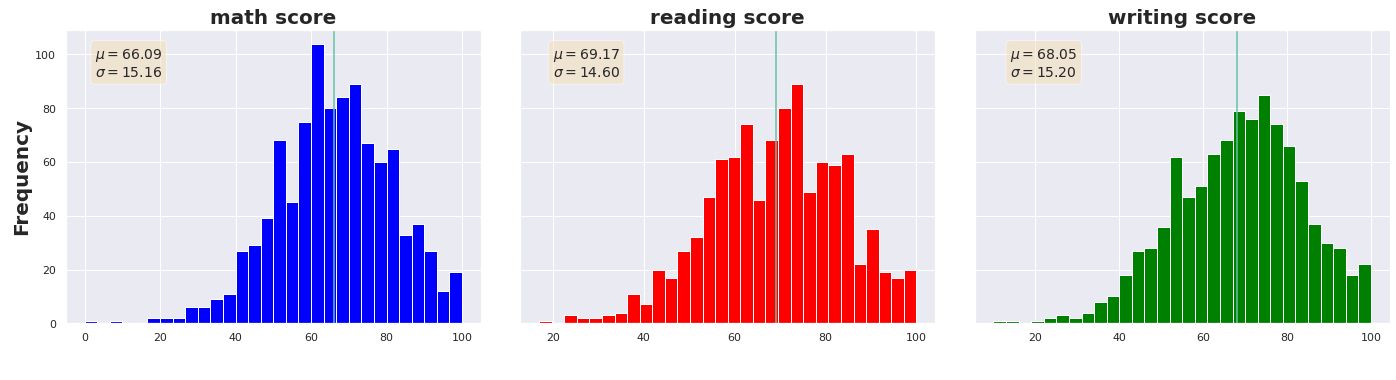 math score
reading score
writing score
μ = 66.09
σ = 15.16
μ = 69.17
σ = 14.60
μ = 68.05
σ = 15.20
Frequency
100
80
60
40
20
0
0 20 40 60 80 100
20 40 60 80 100
20 40 60 80 100